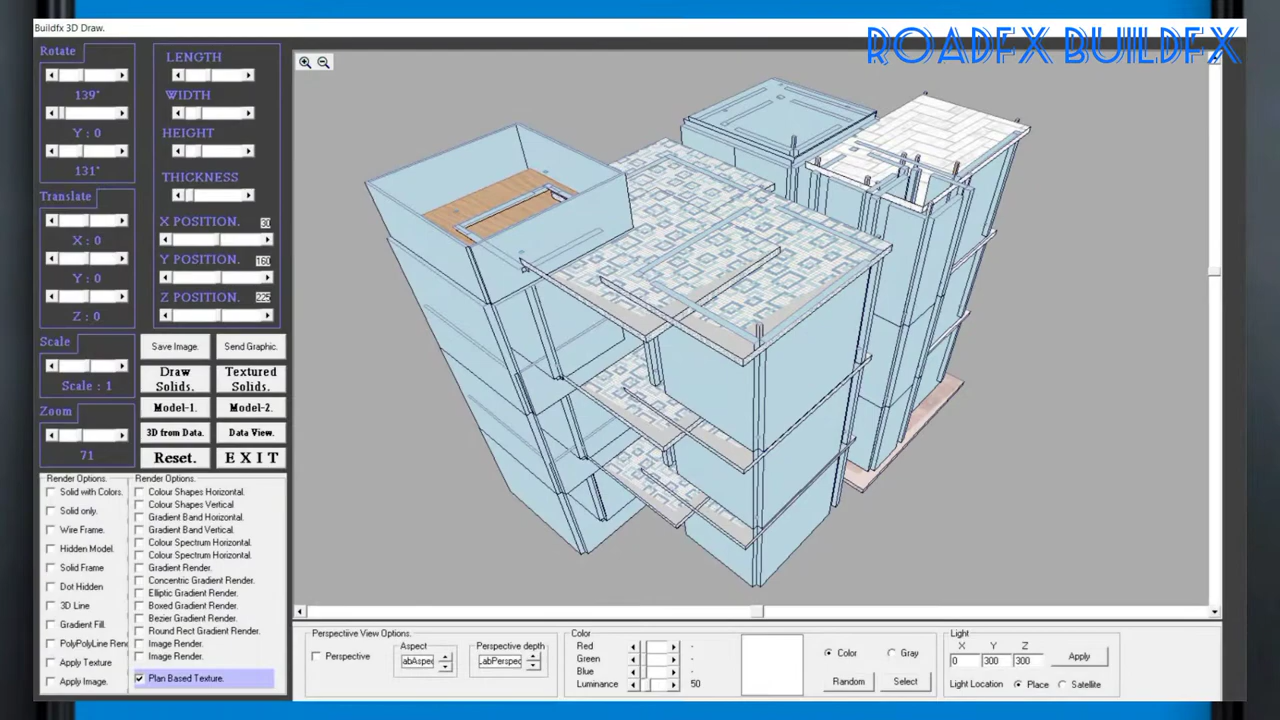 Buildfx 3D Draw.
ROADFX BUILDFX
Rotate
139°
Y : 0
131°
Translate
X : 0
Y : 0
Z : 0
Scale
Scale : 1
Zoom
71
LENGTH
WIDTH
HEIGHT
THICKNESS
X POSITION. 30
Y POSITION. 160
Z POSITION. 225
Save Image. Send Graphic.
Draw Solids. Textured Solids.
Model-1. Model-2.
3D from Data. Data View.
Reset. E X I T
Render Options.
Solid with Colors.
Solid only.
Wire Frame.
Hidden Model.
Solid Frame
Dot Hidden
3D Line
Gradient Fill.
PolyPolyLine Ren
Apply Texture
Apply Image.
Render Options.
Colour Shapes Horizontal.
Colour Shapes Vertical
Gradient Band Horizontal.
Gradient Band Vertical.
Colour Spectrum Horizontal.
Colour Spectrum Horizontal.
Gradient Render.
Concentric Gradient Render.
Elliptic Gradient Render.
Boxed Gradient Render.
Bezier Gradient Render.
Round Rect Gradient Render.
Image Render.
Image Render.
Plan Based Texture.
Perspective View Options.
Perspective
Aspect
abAspec
Perspective depth
.abPerspec
Color
Red -
Green -
Blue -
Luminance 50
Color Gray
Random Select
Light
X Y Z
0 300 300 Apply
Light Location Place Satellite